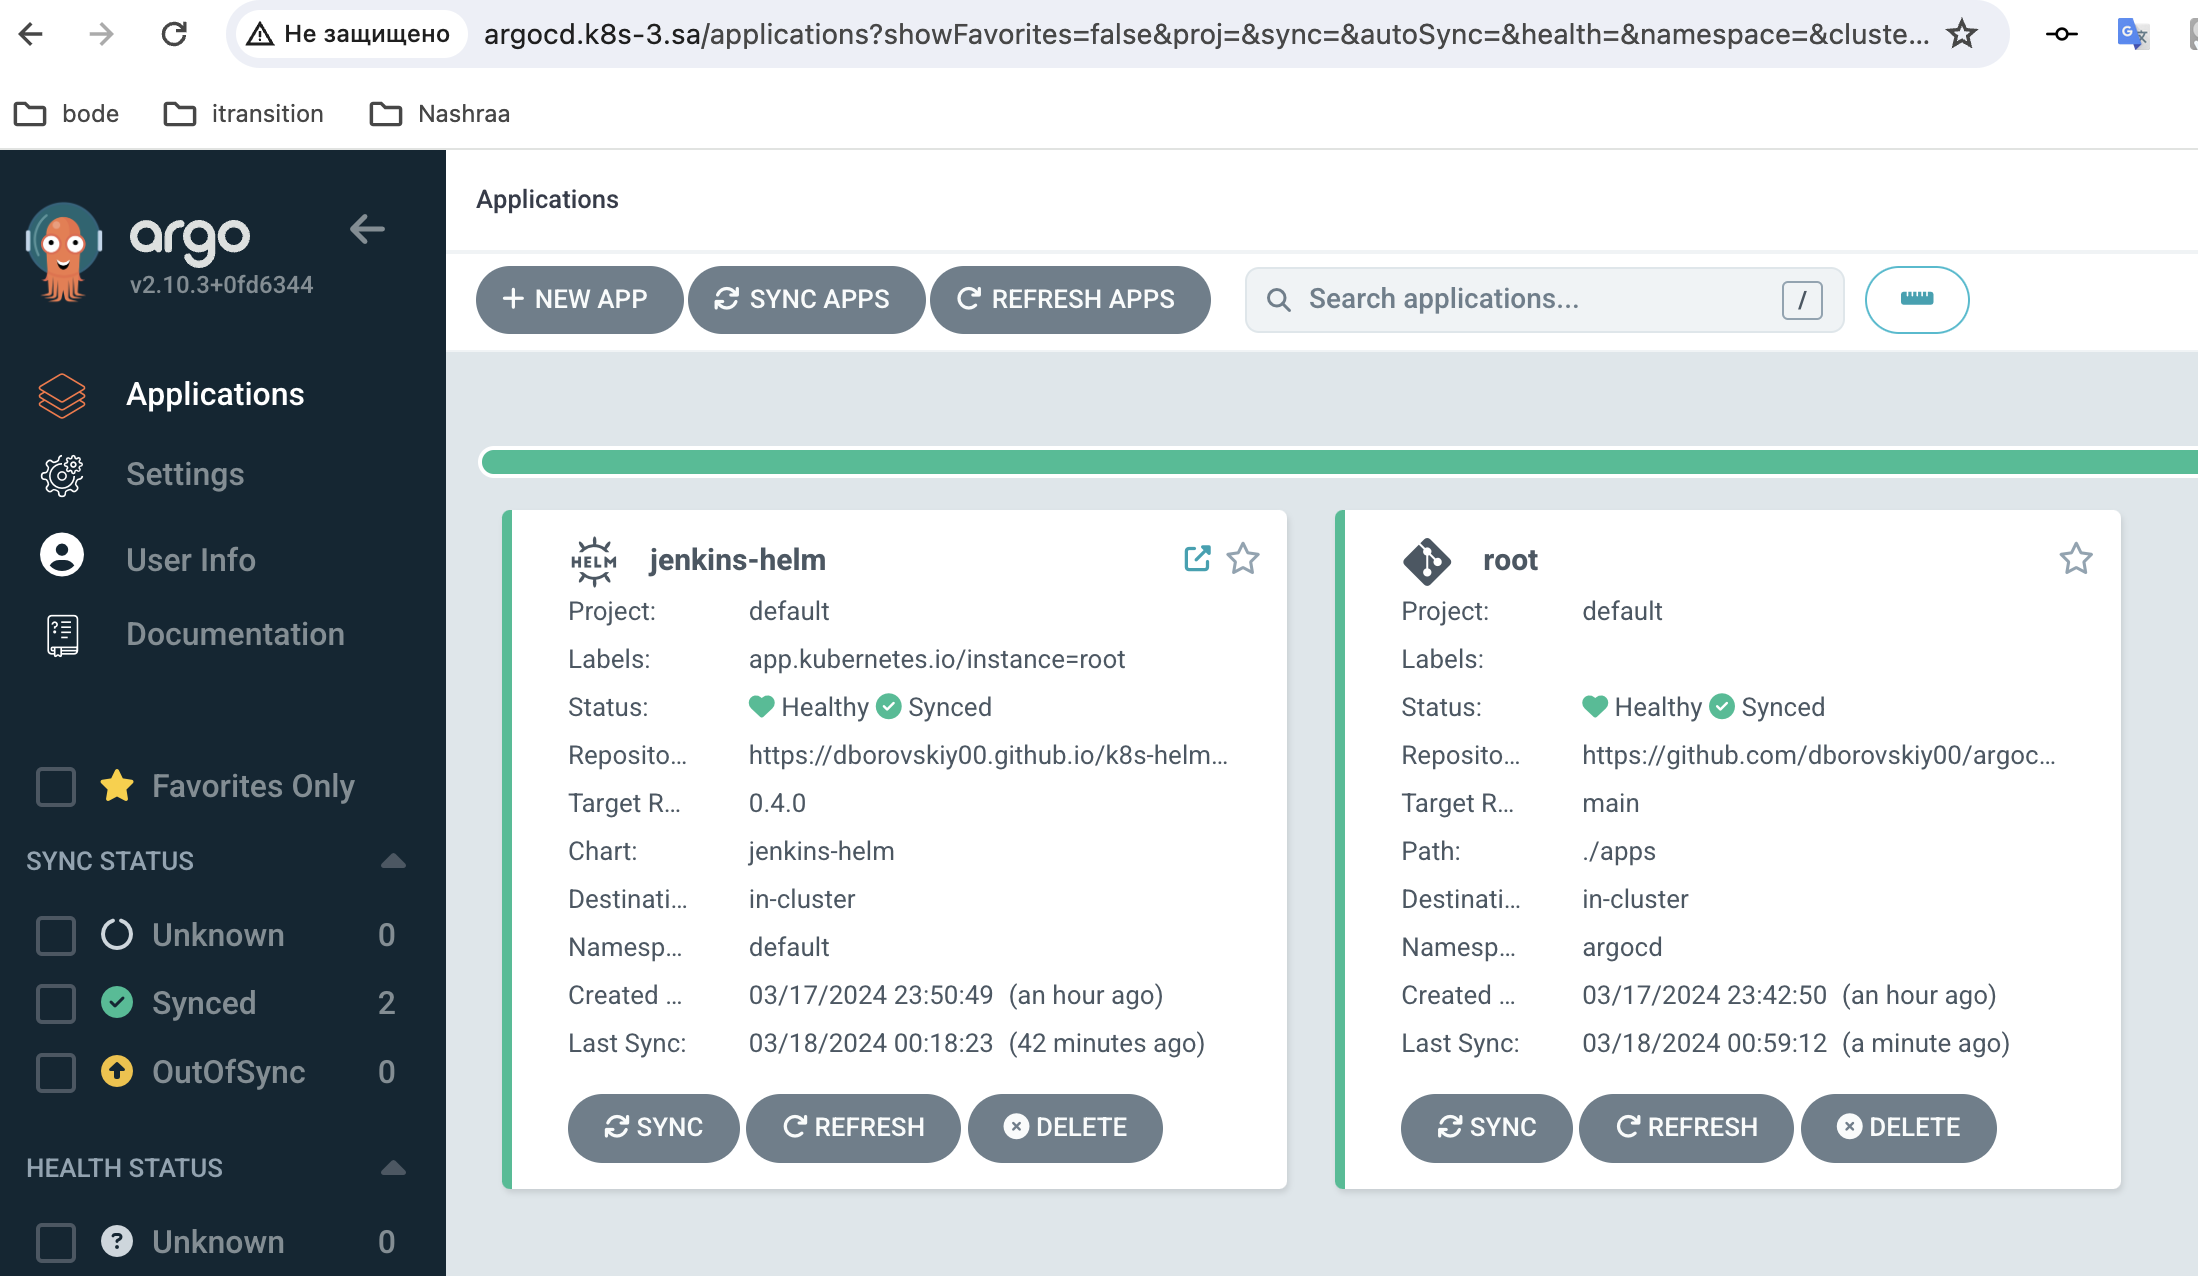 Не защищено argocd.k8s-3.sa/applications?showFavorites=false&proj=&sync=&autoSync=&health=&namespace=&cluste...
bode itransition Nashraa
argo
v2.10.3+0fd6344
Applications
Settings
User Info
Documentation
Favorites Only
SYNC STATUS
Unknown 0
Synced 2
OutOfSync 0
HEALTH STATUS
Unknown 0
Applications
NEW APP SYNC APPS REFRESH APPS Search applications... /
HELM jenkins-helm
Project: default
Labels: app.kubernetes.io/instance=root
Status: Healthy Synced
Reposito... https://dborovskiy00.github.io/k8s-helm...
Target R... 0.4.0
Chart: jenkins-helm
Destinati... in-cluster
Namesp... default
Created ... 03/17/2024 23:50:49 (an hour ago)
Last Sync: 03/18/2024 00:18:23 (42 minutes ago)
SYNC REFRESH DELETE
root
Project: default
Labels:
Status: Healthy Synced
Reposito... https://github.com/dborovskiy00/argoc...
Target R... main
Path: ./apps
Destinati... in-cluster
Namesp... argocd
Created ... 03/17/2024 23:42:50 (an hour ago)
Last Sync: 03/18/2024 00:59:12 (a minute ago)
SYNC REFRESH DELETE